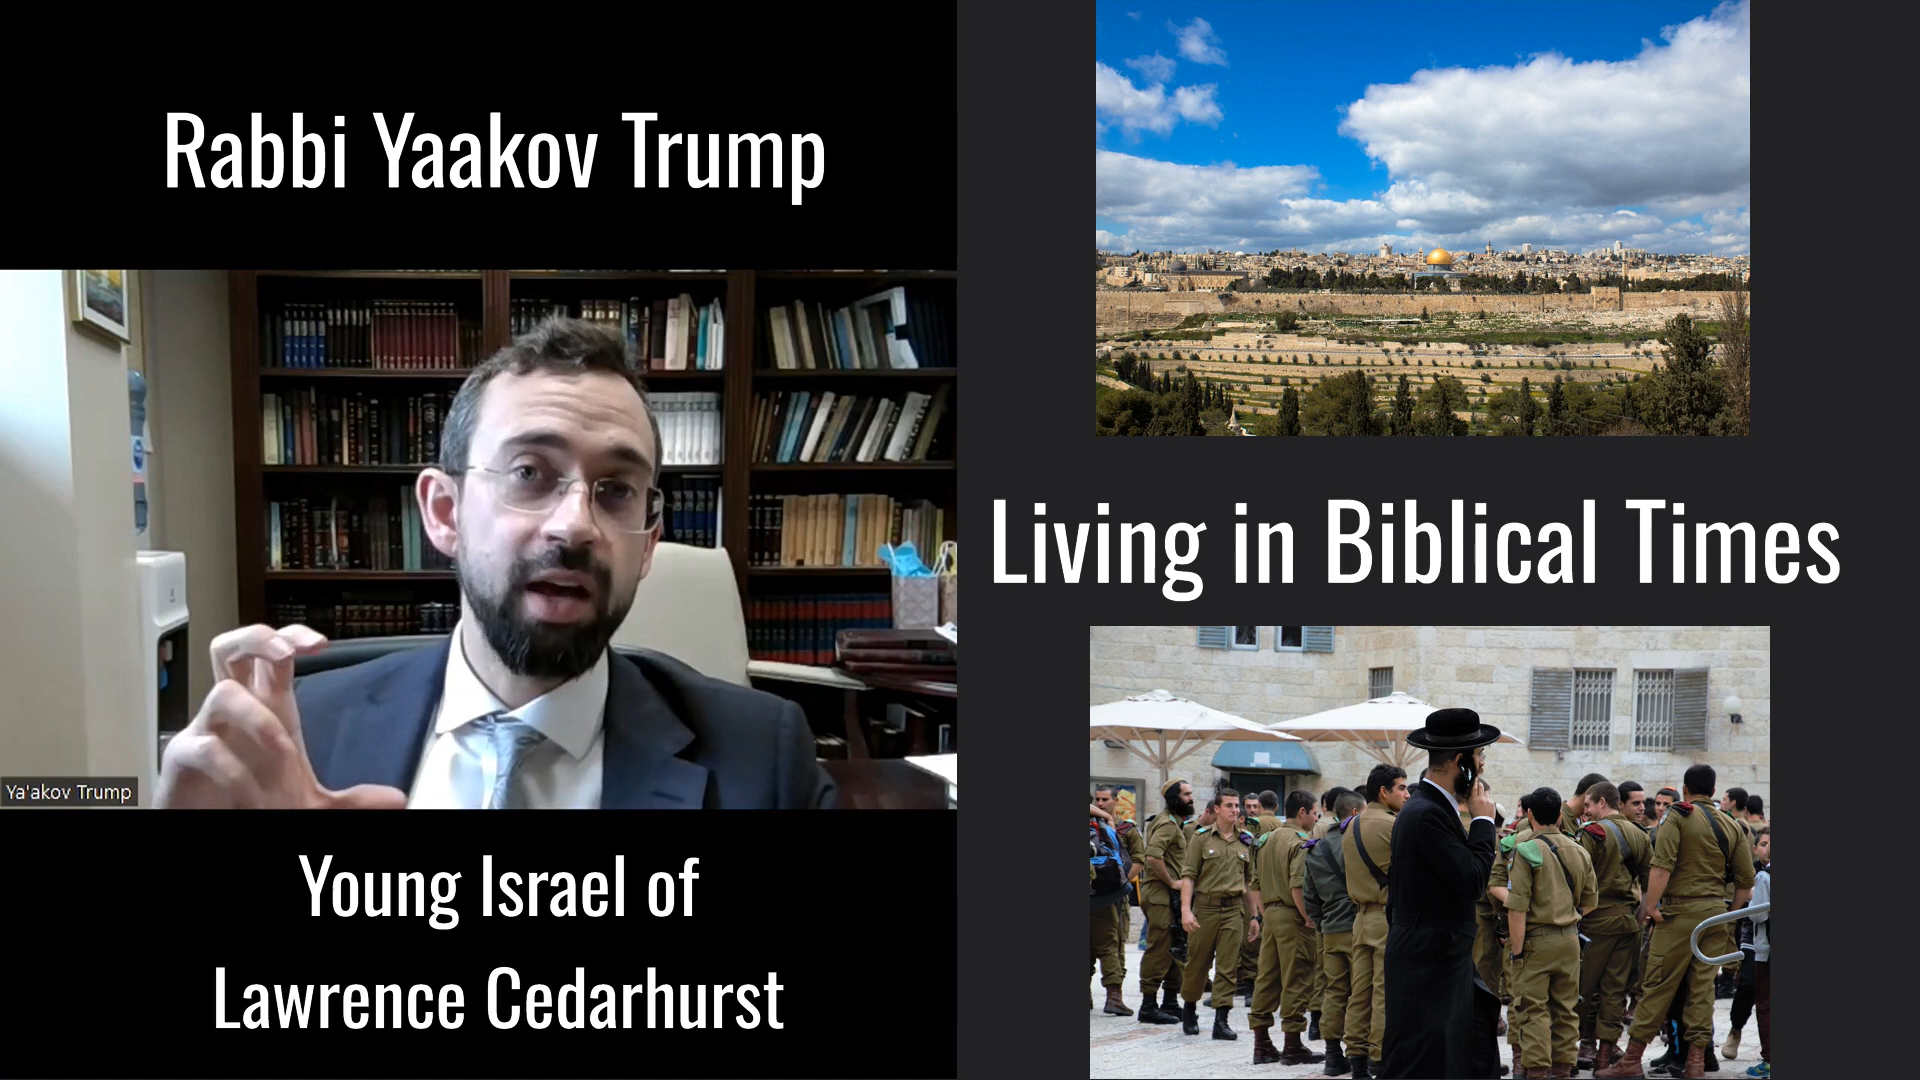 Rabbi Yaakov Trump
Ya'akov Trump
Young Israel of
Lawrence Cedarhurst
Living in Biblical Times